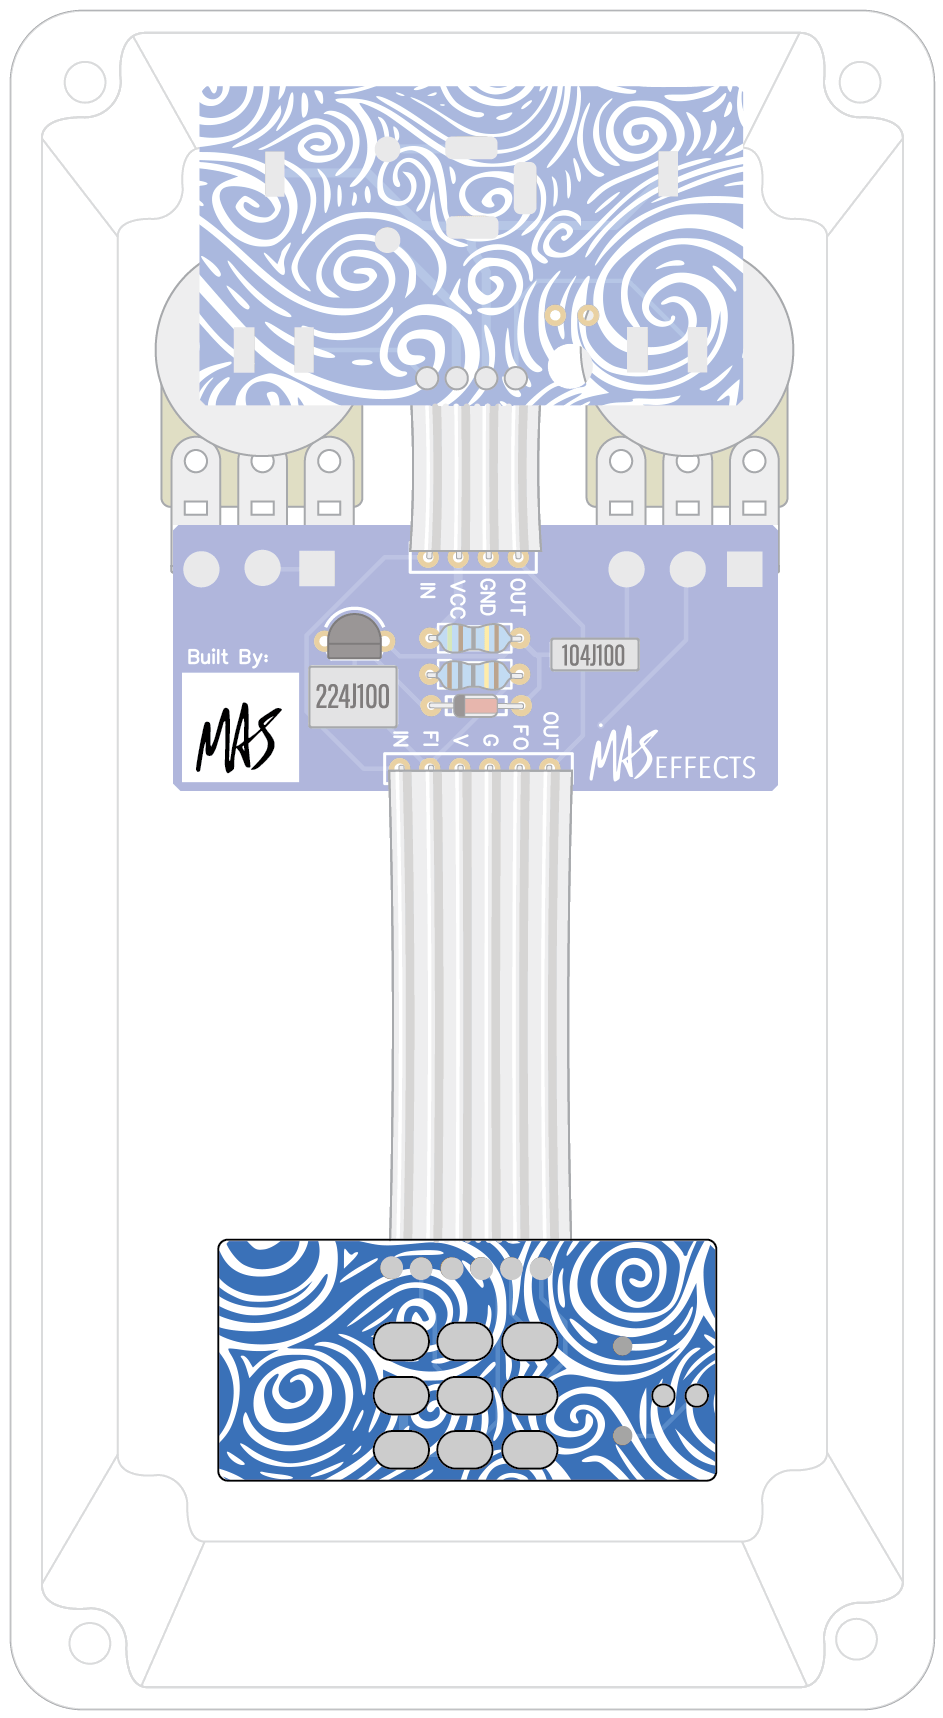 IN VCC GND OUT
Built By:
MAS
224J100
104J100
IN FI V G FO OUT
MAS EFFECTS